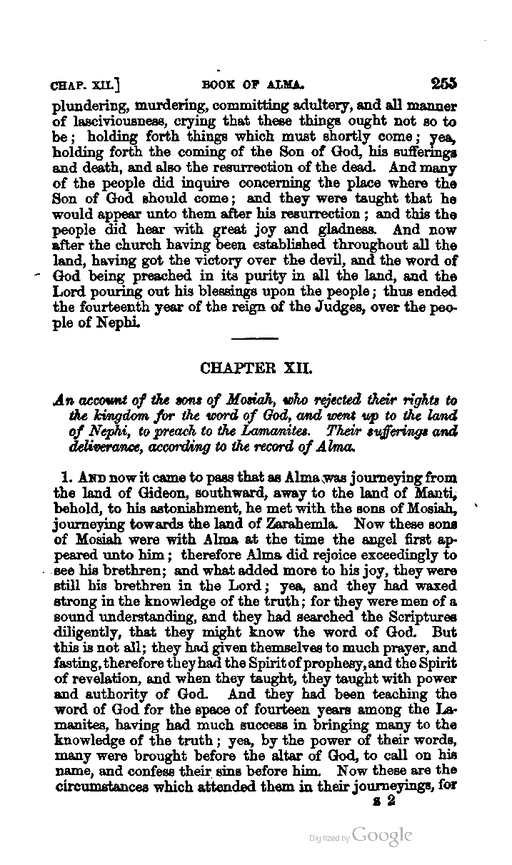 CHAP. XII.] BOOK OF ALMA. 255
plundering, murdering, committing adultery, and all manner
of lasciviousness, crying that these things ought not so to
be; holding forth things which must shortly come; yea,
holding forth the coming of the Son of God, his sufferings
and death, and also the resurrection of the dead. And many
of the people did inquire concerning the place where the
Son of God should come; and they were taught that he
would appear unto them after his resurrection; and this the
people did hear with great joy and gladness. And now
after the church having been established throughout all the
land, having got the victory over the devil, and the word of
God being preached in its purity in all the land, and the
Lord pouring out his blessings upon the people; thus ended
the fourteenth year of the reign of the Judges, over the peo-
ple of Nephi.
CHAPTER XII.
An account of the sons of Mosiah, who rejected their rights to
the kingdom for the word of God, and went up to the land
of Nephi, to preach to the Lamanites. Their sufferings and
deliverance, according to the record of Alma.
1. AND now it came to pass that as Alma was journeying from
the land of Gideon, southward, away to the land of Manti,
behold, to his astonishment, he met with the sons of Mosiah,
journeying towards the land of Zarahemla. Now these sons
of Mosiah were with Alma at the time the angel first ap-
peared unto him; therefore Alma did rejoice exceedingly to
see his brethren; and what added more to his joy, they were
still his brethren in the Lord; yea, and they had waxed
strong in the knowledge of the truth; for they were men of a
sound understanding, and they had searched the Scriptures
diligently, that they might know the word of God. But
this is not all; they had given themselves to much prayer, and
fasting, therefore they had the Spirit of prophesy, and the Spirit
of revelation, and when they taught, they taught with power
and authority of God. And they had been teaching the
word of God for the space of fourteen years among the La-
manites, having had much success in bringing many to the
knowledge of the truth; yea, by the power of their words,
many were brought before the altar of God, to call on his
name, and confess their sins before him. Now these are the
circumstances which attended them in their journeyings, for
S 2
Digitized by Google